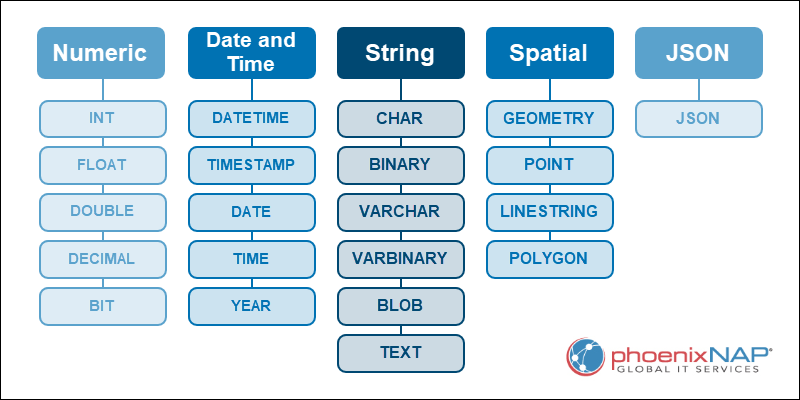 Numeric
INT
FLOAT
DOUBLE
DECIMAL
BIT
Date and
Time
DATETIME
TIMESTAMP
DATE
TIME
YEAR
String
CHAR
BINARY
VARCHAR
VARBINARY
BLOB
TEXT
Spatial
GEOMETRY
POINT
LINESTRING
POLYGON
JSON
JSON
phoenixNAP®
GLOBAL IT SERVICES